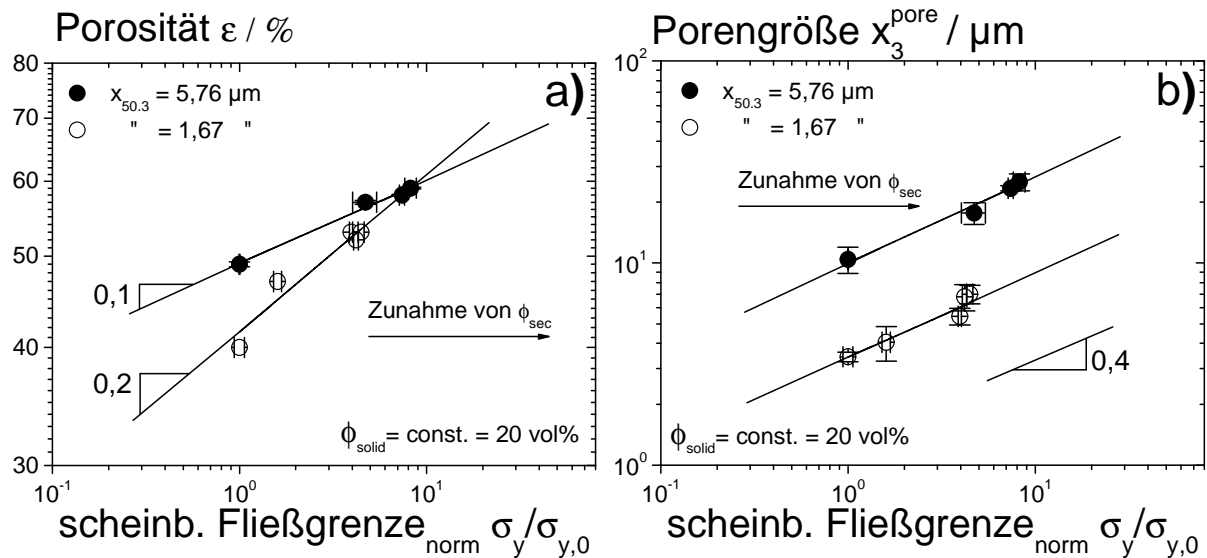 Porosität ε / %
80
70
60
50
40
30
a)
x50.3 = 5,76 µm
" = 1,67 "
0,1
0,2
Zunahme von ϕsec
ϕsolid= const. = 20 vol%
10-1
100
101
scheinb. Fließgrenzenorm σy/σy,0
Porengröße x3pore / µm
102
101
100
b)
x50.3 = 5,76 µm
" = 1,67 "
Zunahme von ϕsec
0,4
ϕsolid= const. = 20 vol%
10-1
100
101
scheinb. Fließgrenzenorm σy/σy,0